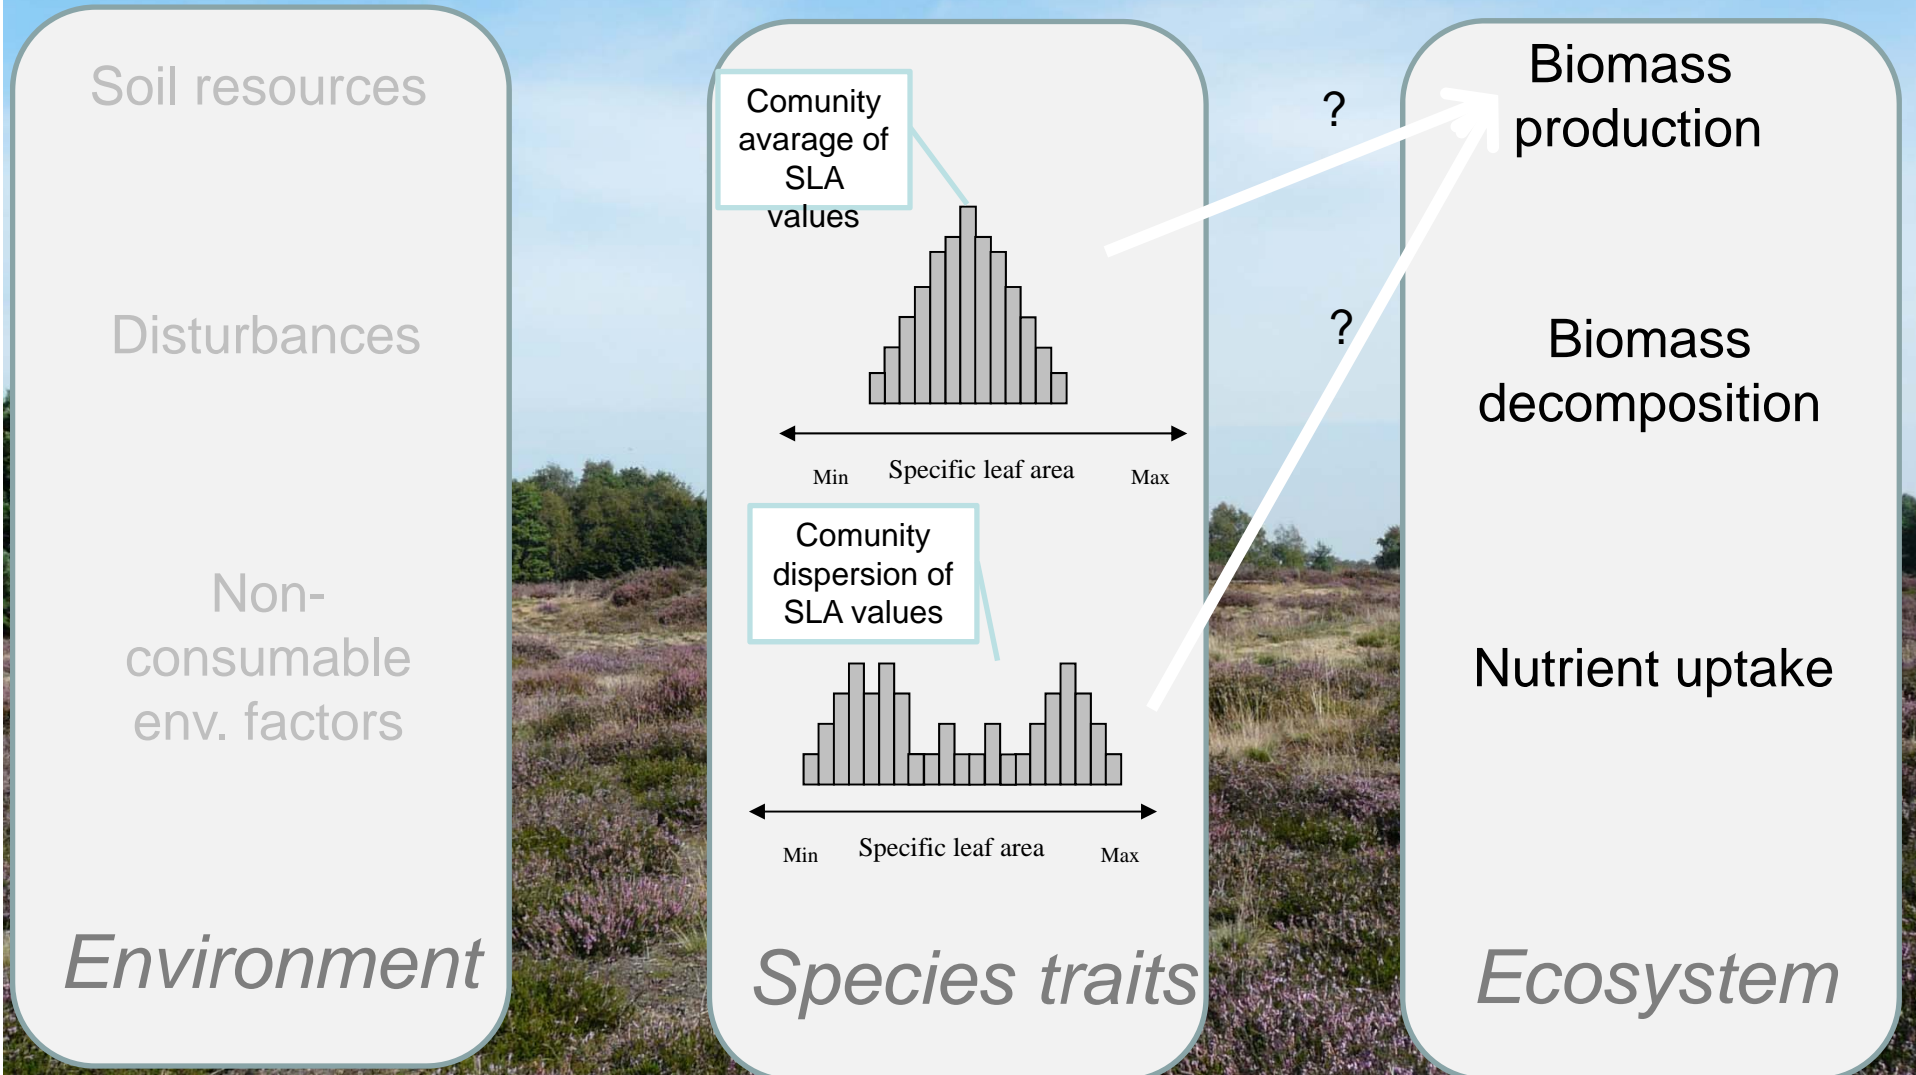 Soil resources
Disturbances
Non-
consumable
env. factors
Environment
Comunity
avarage of
SLA
values
Min
Specific leaf area
Max
Comunity
dispersion of
SLA values
Min
Specific leaf area
Max
Species traits
?
?
Biomass
production
Biomass
decomposition
Nutrient uptake
Ecosystem